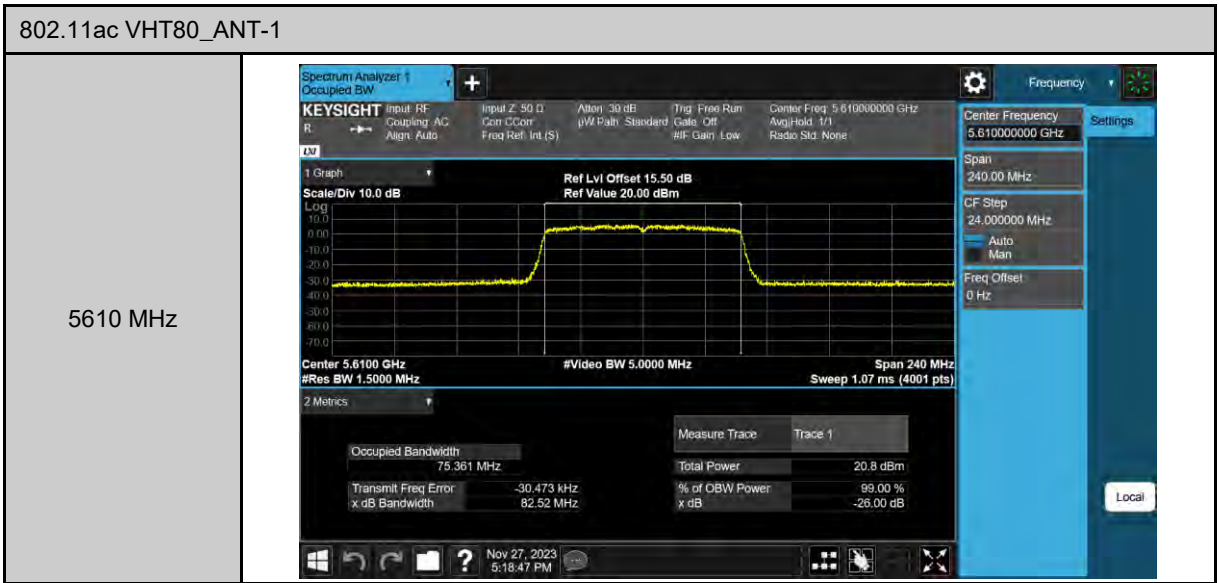 802.11ac VHT80_ANT-1
5610 MHz
Spectrum Analyzer 1
Occupied BW
Frequency
KEYSIGHT
R
LXI
Input: RF
Coupling: AC
Align: Auto
Input Z: 50 Ω
Corr CCorr
Freq Ref: Int (S)
Atten: 30 dB
µW Path: Standard
Trig: Free Run
Gate: Off
#IF Gain: Low
Center Freq: 5.610000000 GHz
Avg|Hold: 1/1
Radio Std: None
Center Frequency
5.610000000 GHz
Settings
Span
240.00 MHz
CF Step
24.000000 MHz
Auto
Man
Freq Offset
0 Hz
Local
1 Graph
Scale/Div 10.0 dB
Ref Lvl Offset 15.50 dB
Ref Value 20.00 dBm
Log
10.0
0.00
-10.0
-20.0
-30.0
-40.0
-50.0
-60.0
-70.0
Center 5.6100 GHz
#Video BW 5.0000 MHz
Span 240 MHz
#Res BW 1.5000 MHz
Sweep 1.07 ms (4001 pts)
2 Metrics
Measure Trace Trace 1
Occupied Bandwidth
75.361 MHz
Total Power 20.8 dBm
Transmit Freq Error -30.473 kHz
% of OBW Power 99.00 %
x dB Bandwidth 82.52 MHz
x dB -26.00 dB
?
Nov 27, 2023
5:18:47 PM